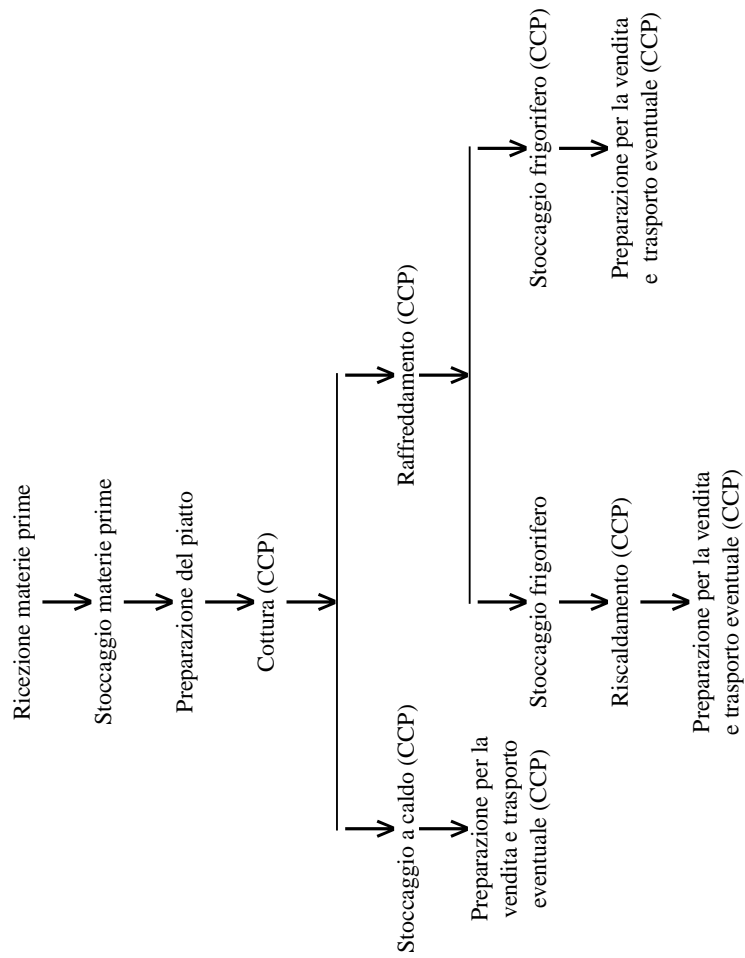 Ricezione materie prime
Stoccaggio materie prime
Preparazione del piatto
Cottura (CCP)
Stoccaggio a caldo (CCP)
Preparazione per la
vendita e trasporto
eventuale (CCP)
Raffreddamento (CCP)
Stoccaggio frigorifero
Riscaldamento (CCP)
Preparazione per la vendita
e trasporto eventuale (CCP)
Stoccaggio frigorifero (CCP)
Preparazione per la vendita
e trasporto eventuale (CCP)